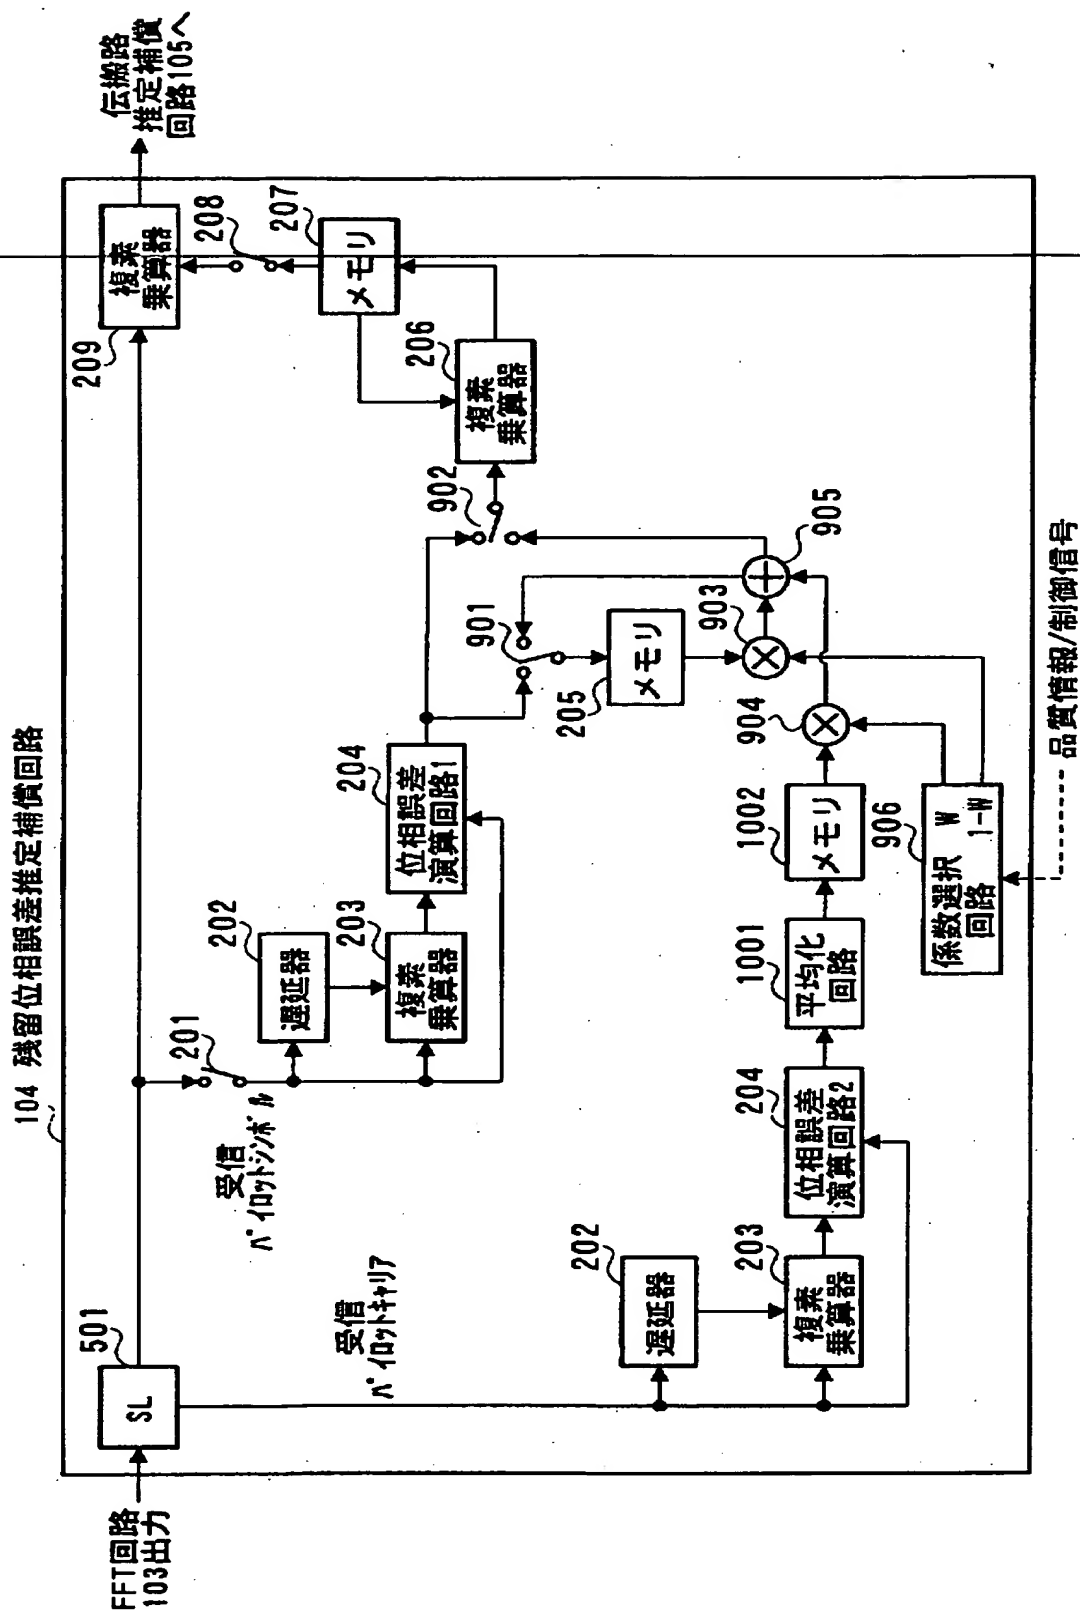 104 残留位相誤差推定補償回路
FFT回路
103出力
501
SL
209
複素
乗算器
伝搬路
推定補償
回路105へ
208
207
メモリ
206
複素
乗算器
201
受信
パイロットシンボル
202
遅延器
203
複素
乗算器
204
位相誤差
演算回路1
901
902
205
メモリ
903
905
904
受信
パイロットキャリア
202
遅延器
203
複素
乗算器
204
位相誤差
演算回路2
1001
平均化
回路
1002
メモリ
906
係数選択
回路
W
1-W
品質情報/制御信号